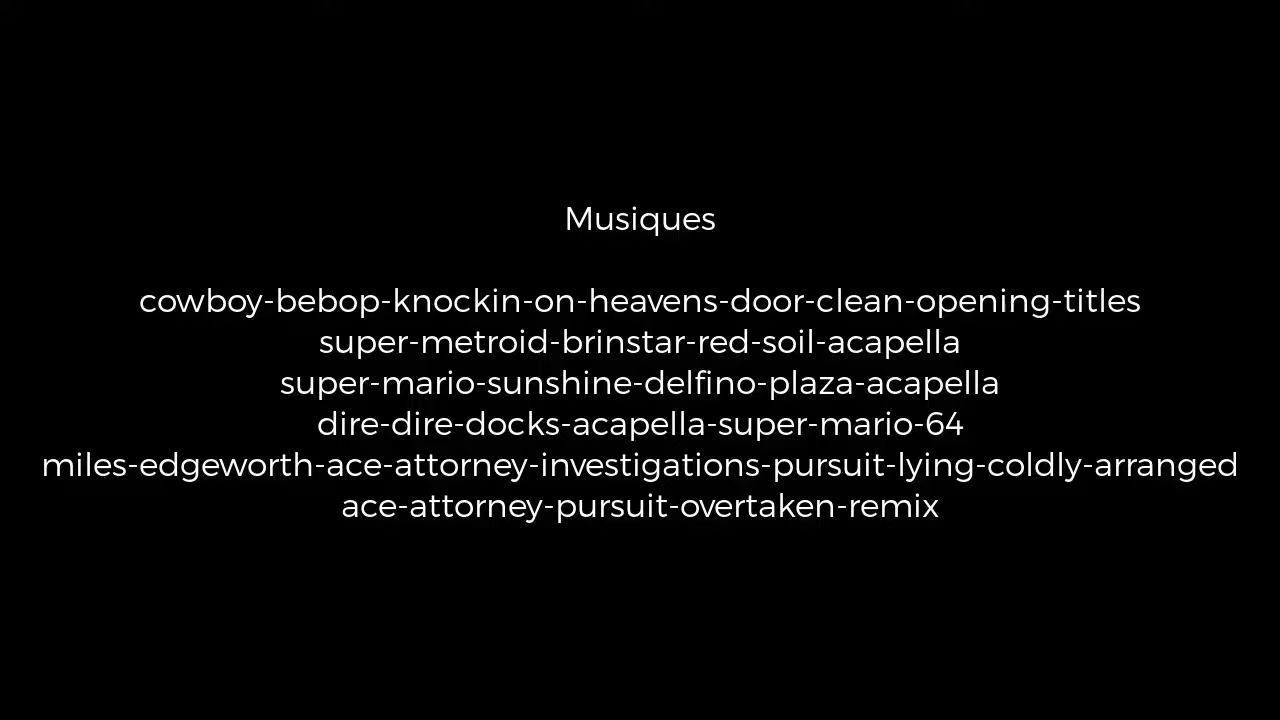 Musiques
cowboy-bebop-knockin-on-heavens-door-clean-opening-titles
super-metroid-brinstar-red-soil-acapella
super-mario-sunshine-delfino-plaza-acapella
dire-dire-docks-acapella-super-mario-64
miles-edgeworth-ace-attorney-investigations-pursuit-lying-coldly-arranged
ace-attorney-pursuit-overtaken-remix